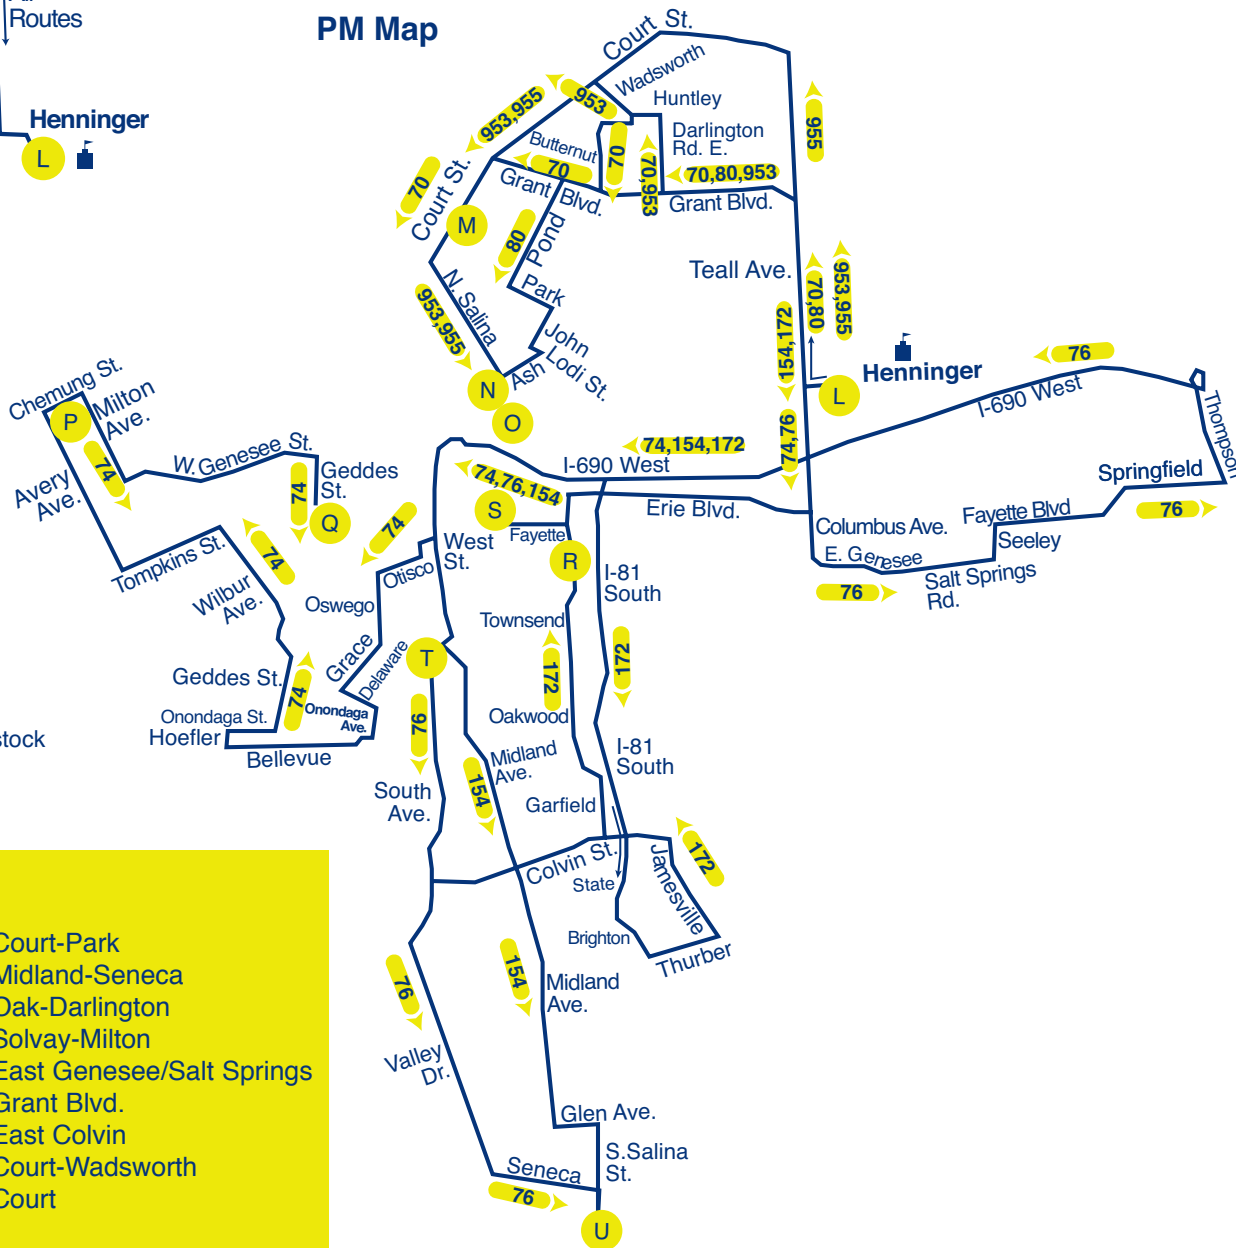 Routes
PM Map
Henninger
L
Court St.
Wadsworth
Huntley
Darlington
Rd. E.
Butternut
953
953,955
955
70
70
70,953
70,80,953
70
Court St.
Grant Blvd.
Grant Blvd.
M
80
Pond
Park
Teall Ave.
N. Salina
953,955
John
Lodi St.
Ash
N
O
70,80
953,955
154,172
Henninger
L
76
I-690 West
Thompson
Chemung St.
P
Milton
Ave.
74
Avery
Ave.
W. Genesee St.
Geddes
St.
74
Q
74,154,172
I-690 West
74,76
74,76,154
S
Fayette
Erie Blvd.
R
Springfield
Fayette Blvd
76
Columbus Ave.
E. Genesee
Seeley
Salt Springs
Rd.
76
74
West
St.
Otisco
I-81
South
Tompkins St.
74
Wilbur
Ave.
Oswego
Townsend
Grace
Delaware
T
172
172
Geddes St.
74
Onondaga St.
Onondaga
Ave.
Hoefler
Bellevue
76
Oakwood
stock
Midland
Ave.
I-81
South
154
South
Ave.
Garfield
Colvin St.
State
Jamesville
172
Brighton
Thurber
76
154
Midland
Ave.
Valley
Dr.
Glen Ave.
S.Salina
St.
Seneca
76
U
Court-Park
Midland-Seneca
Oak-Darlington
Solvay-Milton
East Genesee/Salt Springs
Grant Blvd.
East Colvin
Court-Wadsworth
Court